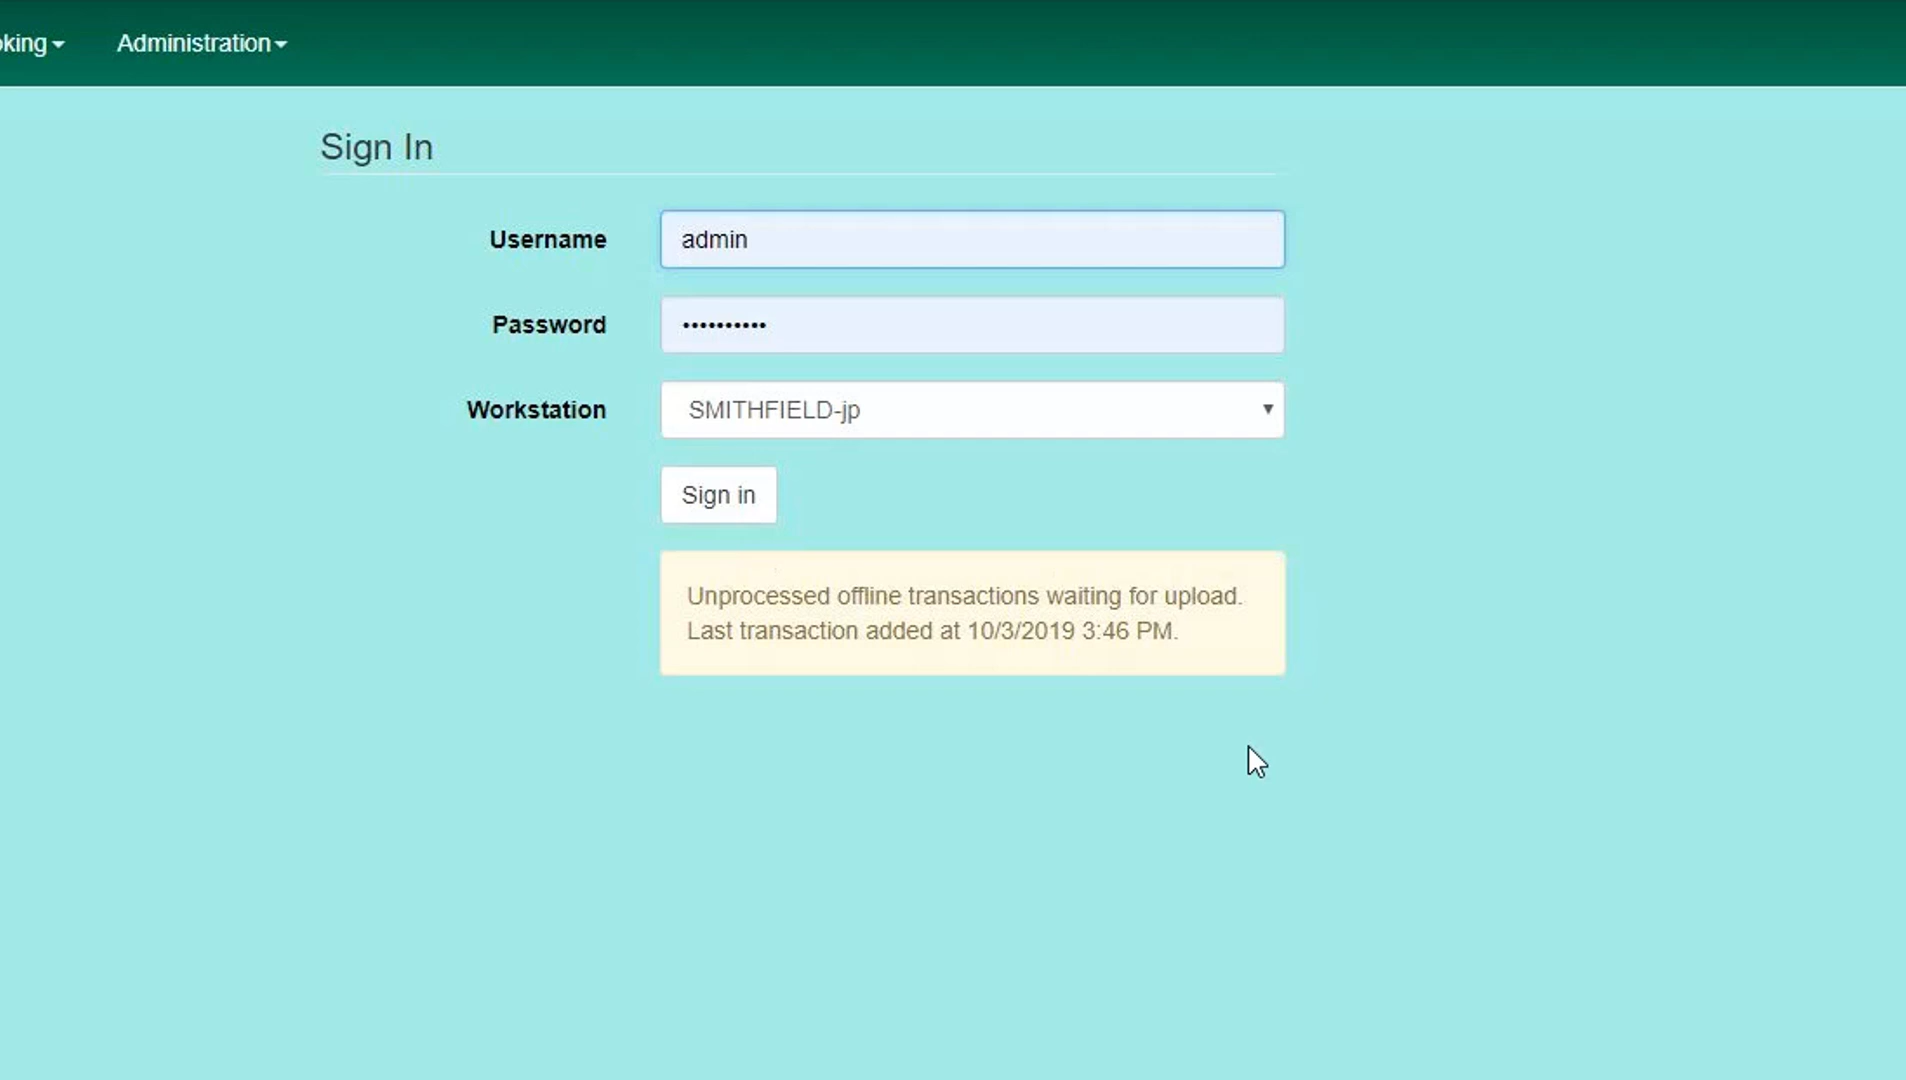 Administration
Sign In
Username
admin
Password
Workstation
SMITHFIELD-jp
Sign in
Unprocessed offline transactions waiting for upload.
Last transaction added at 10/3/2019 3:46 PM.